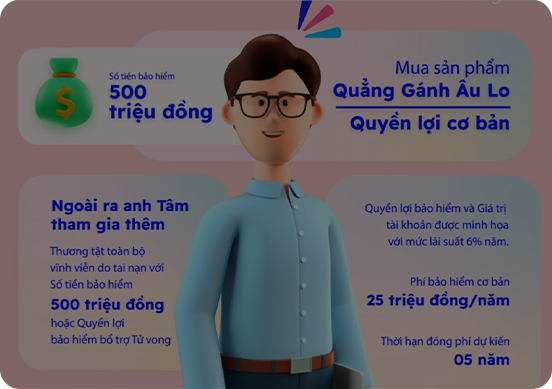 Số tiền bảo hiểm
500
triệu đồng
Mua sản phẩm
Quẳng Gánh Âu Lo
Quyền lợi cơ bản
Ngoài ra anh Tâm
tham gia thêm
Thương tật toàn bộ
vĩnh viễn do tai nạn với
Số tiền bảo hiểm
500 triệu đồng
hoặc Quyền lợi
bảo hiểm bổ trợ Tử vong
Quyền lợi bảo hiểm và Giá trị
tài khoản được minh họa
với mức lãi suất 6% năm.
Phí bảo hiểm cơ bản
25 triệu đồng/năm
Thời hạn đóng phí dự kiến
05 năm